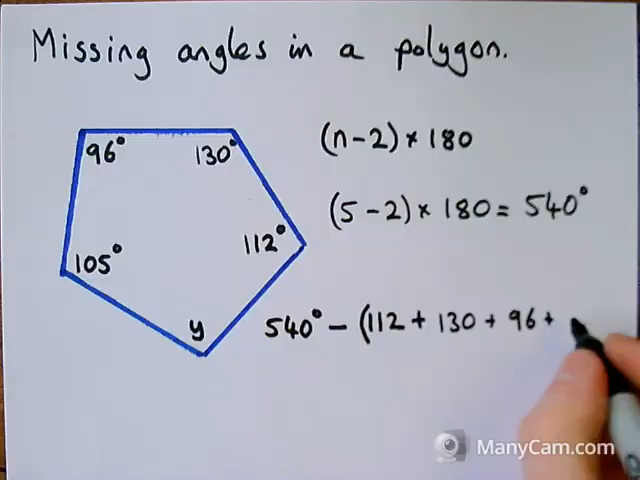 Missing angles in a polygon.
96° 130°
(n-2) × 180
(5-2) × 180 = 540°
112°
105°
y
540° - (112 + 130 + 96 +
ManyCam.com